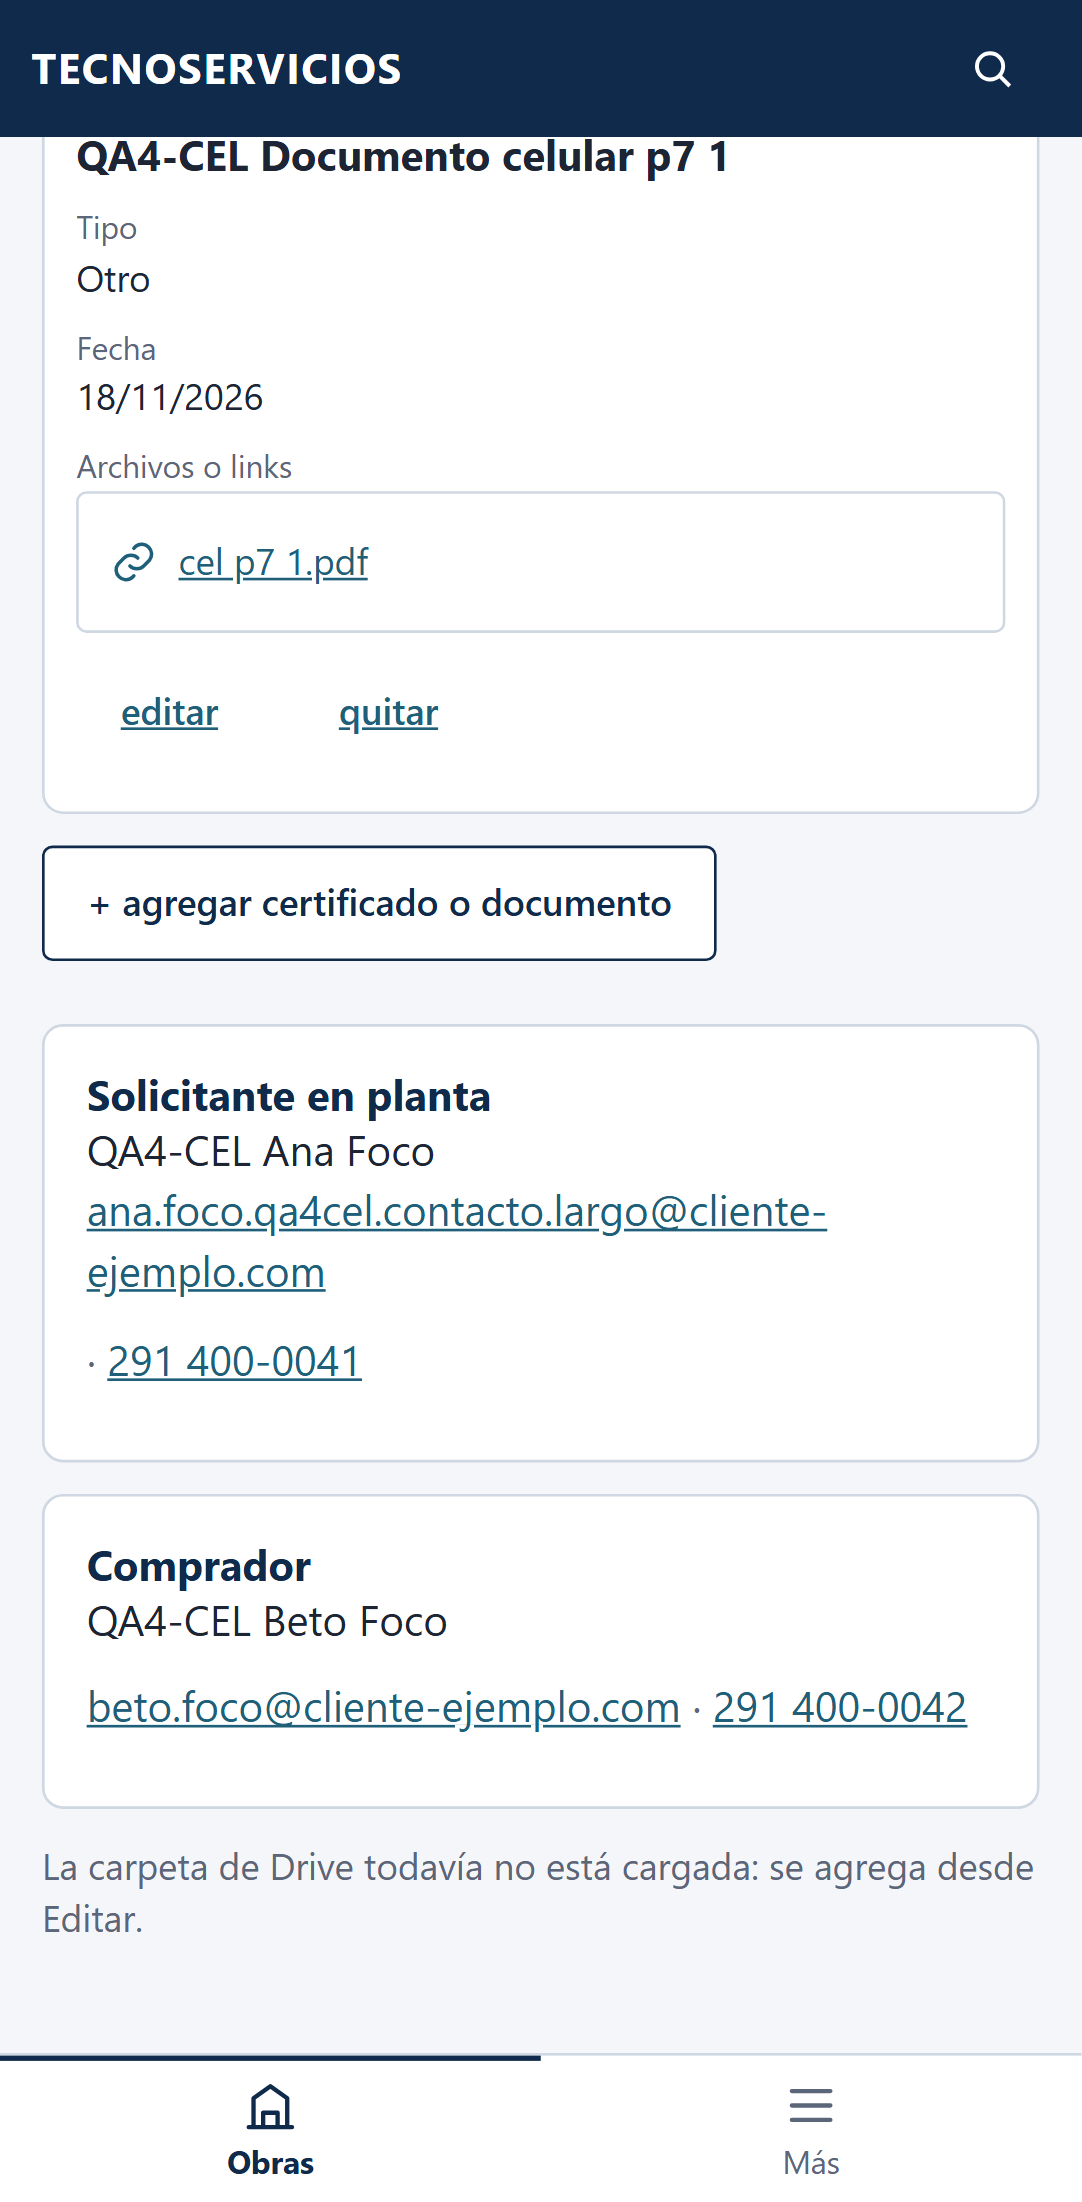 TECNOSERVICIOS
QA4-CEL Documento celular p7 1
Tipo
Otro
Fecha
18/11/2026
Archivos o links
cel p7 1.pdf
editar quitar
+ agregar certificado o documento
Solicitante en planta
QA4-CEL Ana Foco
ana.foco.qa4cel.contacto.largo@cliente-
ejemplo.com
· 291 400-0041
Comprador
QA4-CEL Beto Foco
beto.foco@cliente-ejemplo.com · 291 400-0042
La carpeta de Drive todavía no está cargada: se agrega desde
Editar.
Obras Más